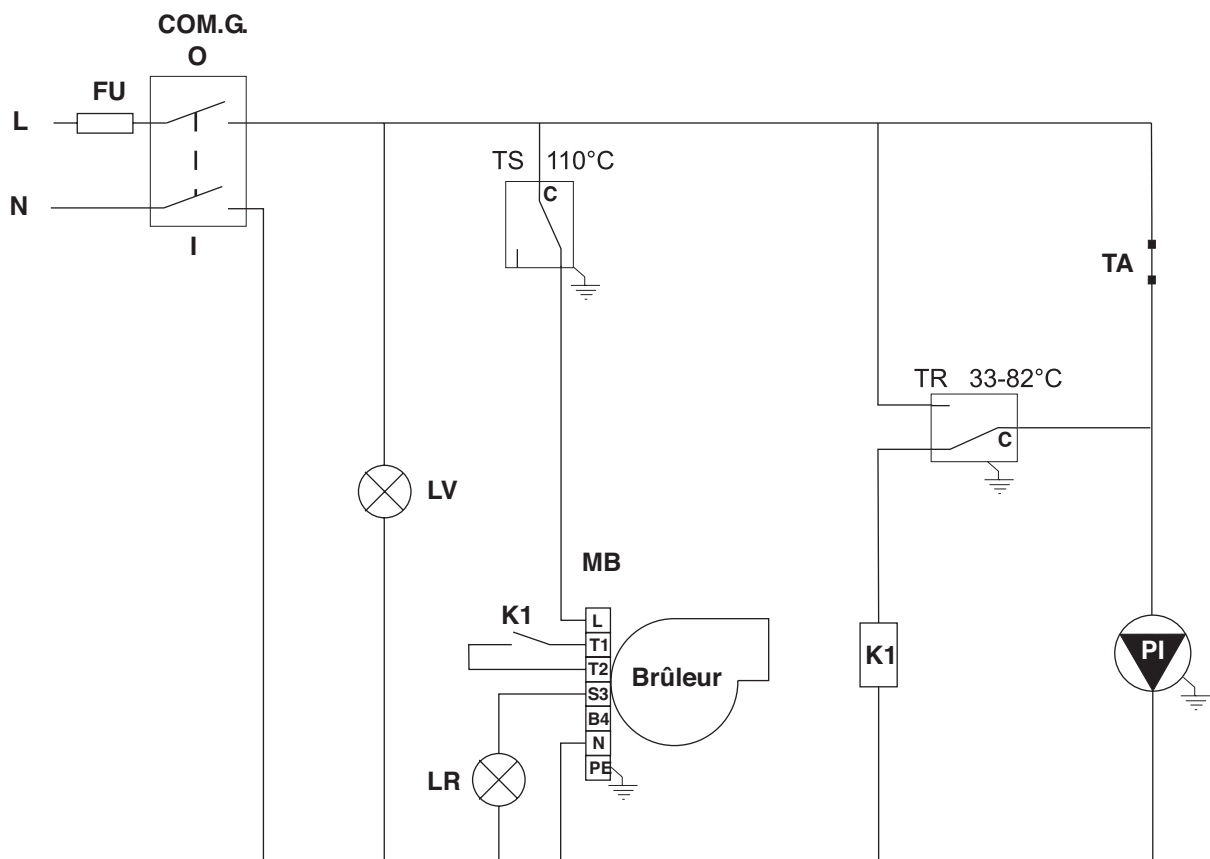 COM.G.
O
FU
L
N
I
TS 110°C
C
TA
TR 33-82°C
C
LV
MB
K1
L
T1
T2
S3
B4
N
PE
Brûleur
K1
PI
LR